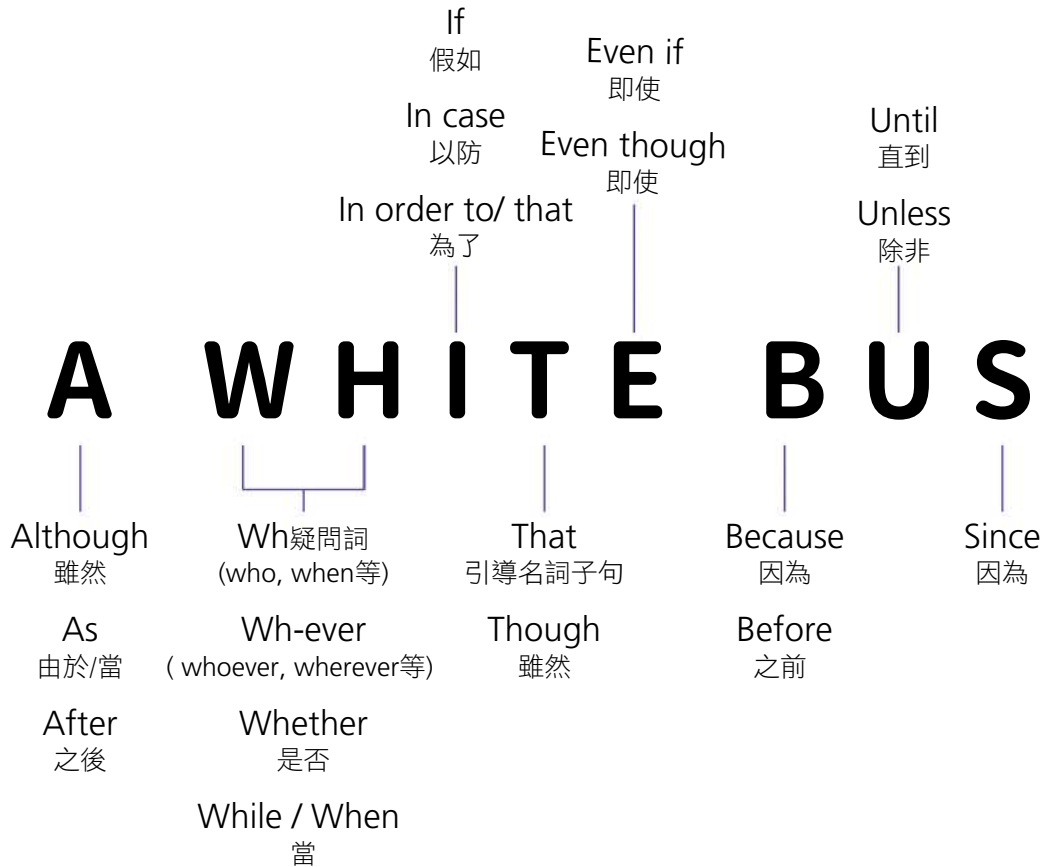 If
假如
In case
以防
In order to/ that
為了
Even if
即使
Even though
即使
Until
直到
Unless
除非
A WHITE BUS
Although
雖然
As
由於/當
After
之後
Wh疑問詞
(who, when等)
Wh-ever
( whoever, wherever等)
Whether
是否
While / When
當
That
引導名詞子句
Though
雖然
Because
因為
Before
之前
Since
因為